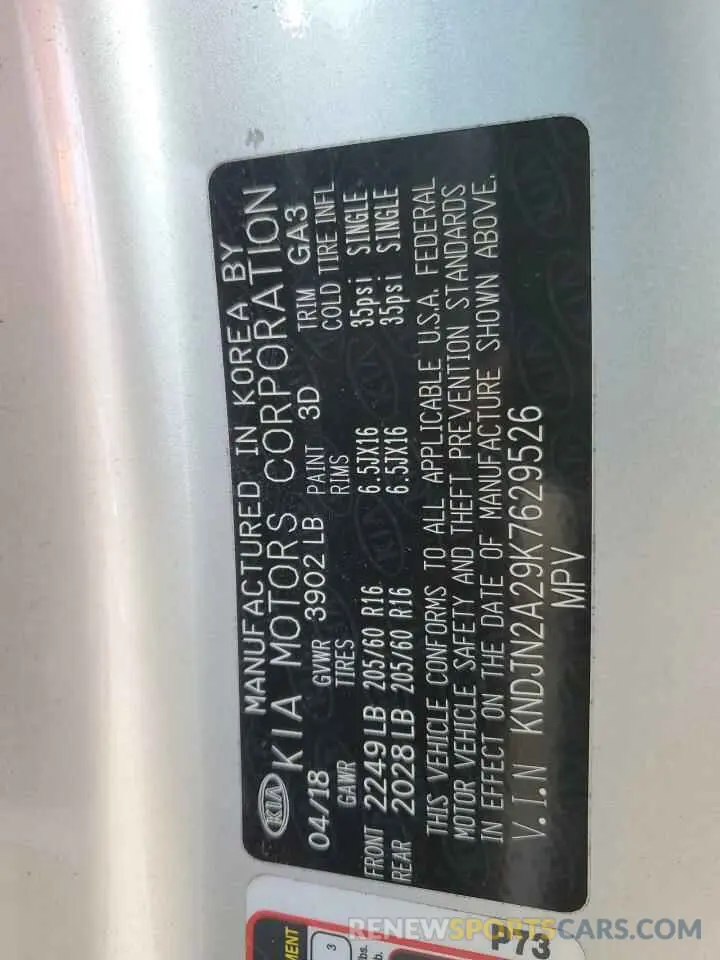 MANUFACTURED IN KOREA BY
KIA KIA MOTORS CORPORATION
04/18 GVWR 3902LB PAINT 3D TRIM GA3
GAWR TIRES RIMS COLD TIRE INFL
FRONT 2249LB 205/60 R16 6.5JX16 35psi SINGLE
REAR 2028LB 205/60 R16 6.5JX16 35psi SINGLE
THIS VEHICLE CONFORMS TO ALL APPLICABLE U.S.A. FEDERAL
MOTOR VEHICLE SAFETY AND THEFT PREVENTION STANDARDS
IN EFFECT ON THE DATE OF MANUFACTURE SHOWN ABOVE.
V.I.N KNDJN2A29K7629526
MPV
3
P73
RENEWSPORTSCARS.COM